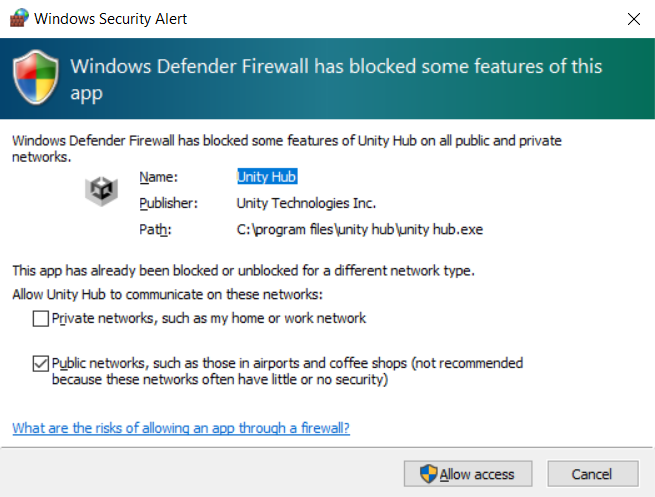 Windows Security Alert
Windows Defender Firewall has blocked some features of this
app
Windows Defender Firewall has blocked some features of Unity Hub on all public and private
networks.
Name: Unity Hub
Publisher: Unity Technologies Inc.
Path: C:\program files\unity hub\unity hub.exe
This app has already been blocked or unblocked for a different network type.
Allow Unity Hub to communicate on these networks:
Private networks, such as my home or work network
Public networks, such as those in airports and coffee shops (not recommended
because these networks often have little or no security)
What are the risks of allowing an app through a firewall?
Allow access Cancel